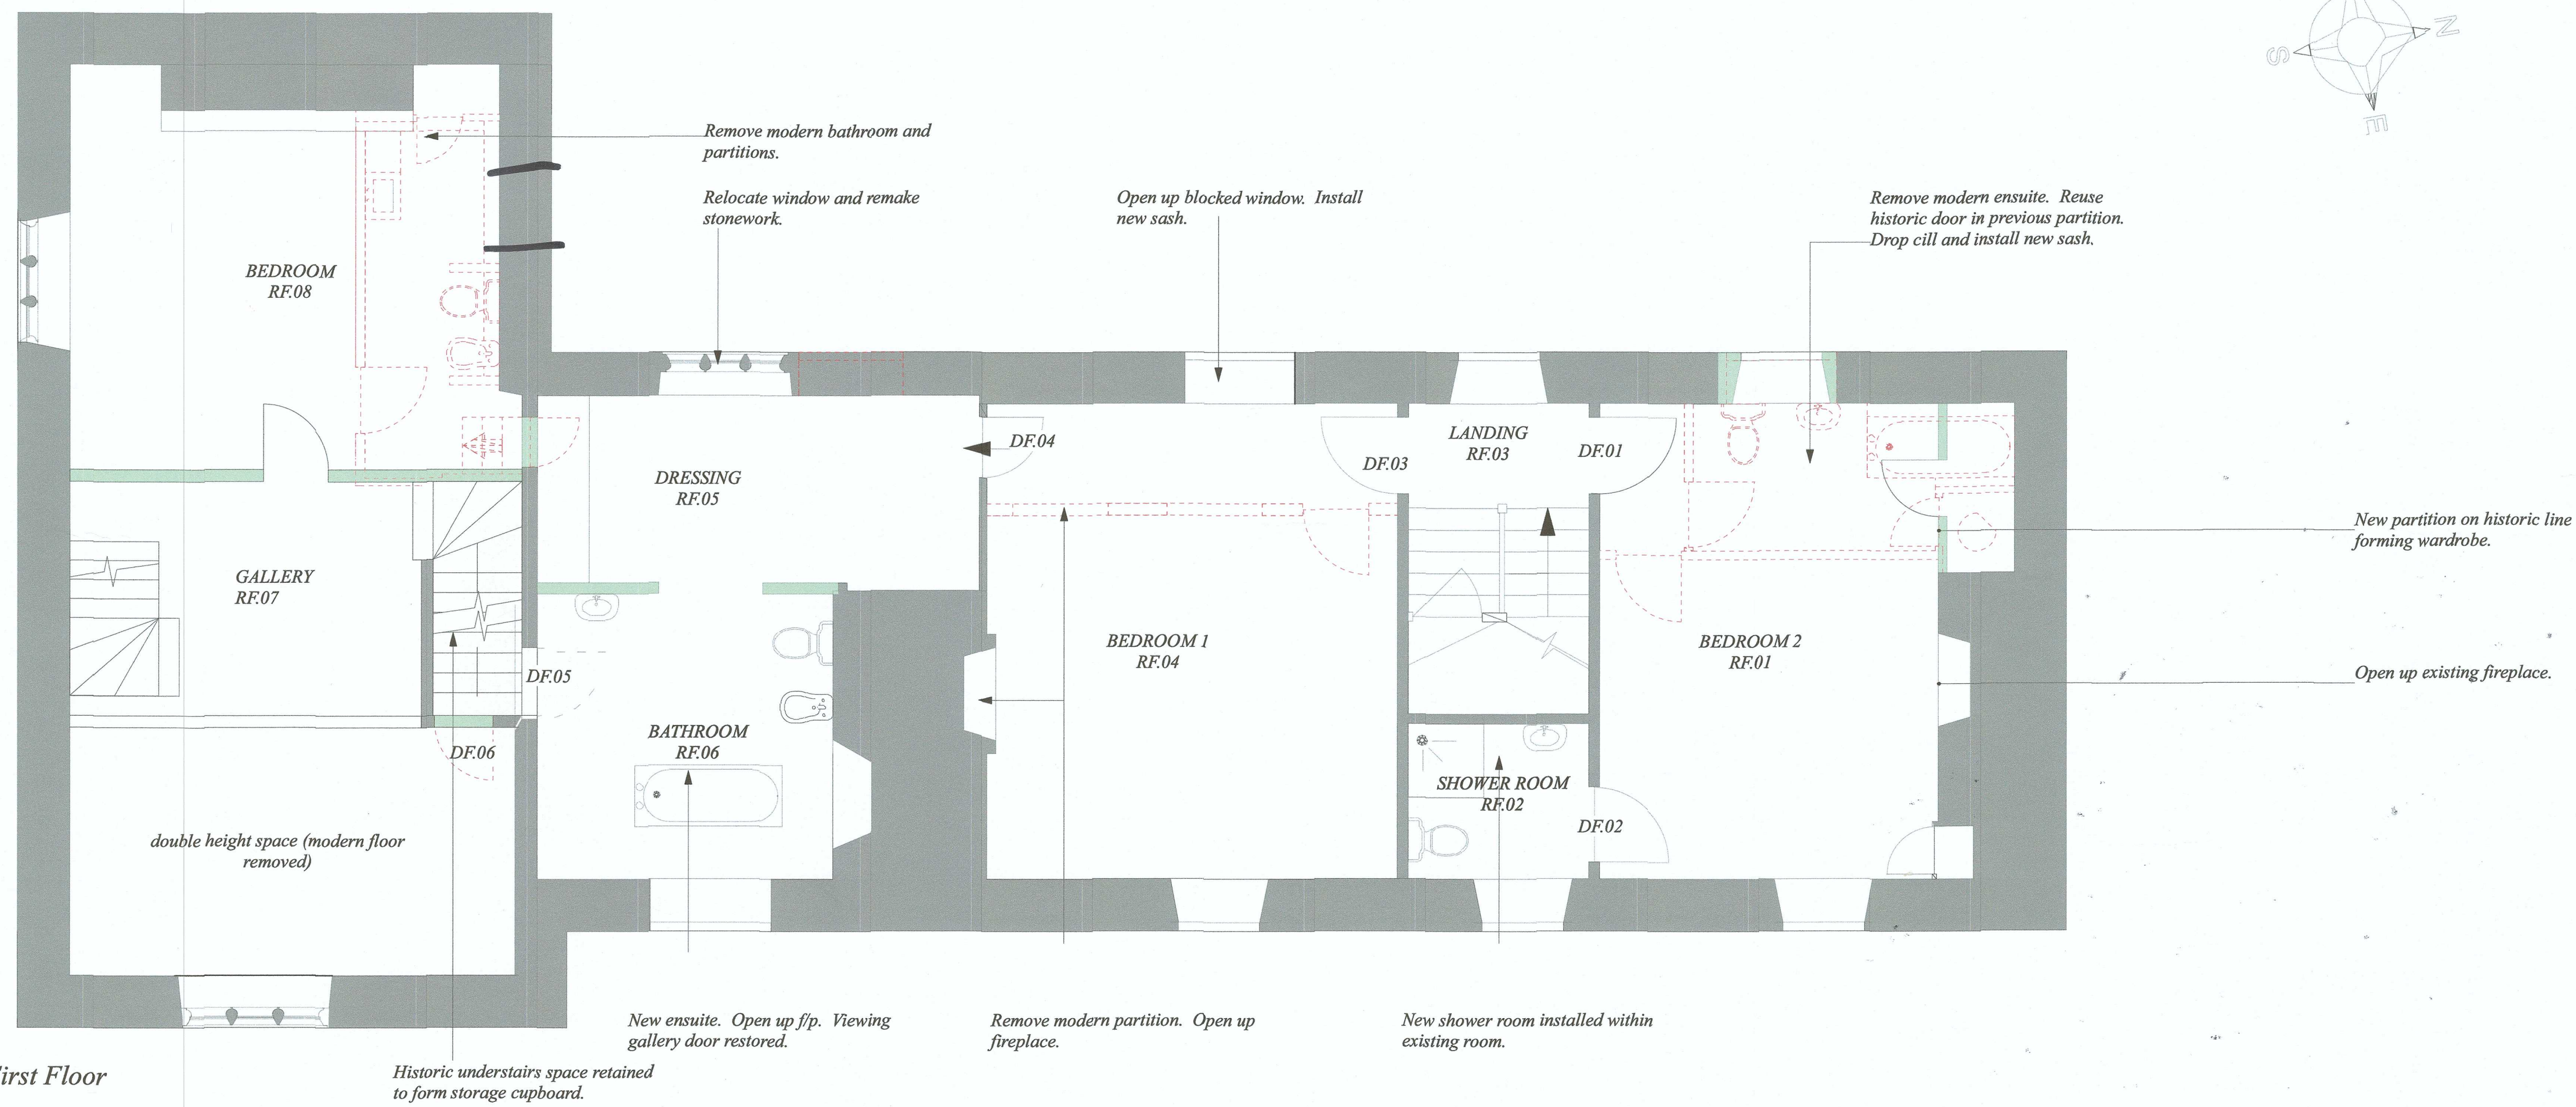 N
S
E
Remove modern bathroom and
partitions.
Relocate window and remake
stonework.
Open up blocked window. Install
new sash.
Remove modern ensuite. Reuse
historic door in previous partition.
Drop cill and install new sash.
BEDROOM
RF.08
DF.04
LANDING
RF.03
DF.01
DF.03
DRESSING
RF.05
New partition on historic line
forming wardrobe.
GALLERY
RF.07
BEDROOM 1
RF.04
BEDROOM 2
RF.01
Open up existing fireplace.
DF.05
BATHROOM
RF.06
DF.06
SHOWER ROOM
RF.02
DF.02
double height space (modern floor
removed)
New ensuite. Open up f/p. Viewing
gallery door restored.
Remove modern partition. Open up
fireplace.
New shower room installed within
existing room.
irst Floor
Historic understairs space retained
to form storage cupboard.